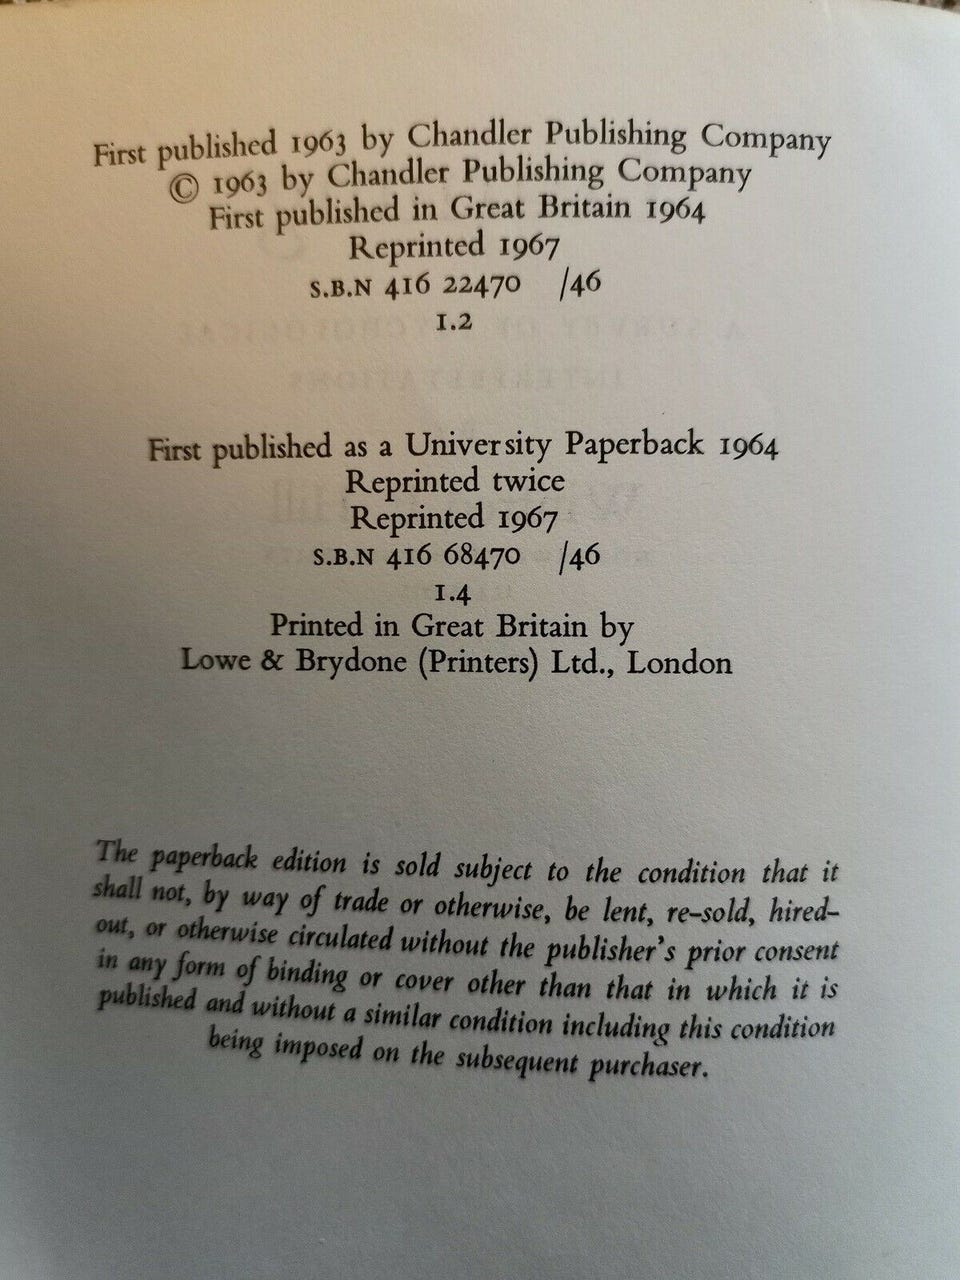 First published 1963 by Chandler Publishing Company
© 1963 by Chandler Publishing Company
First published in Great Britain 1964
Reprinted 1967
S.B.N 416 22470 /46
1.2
First published as a University Paperback 1964
Reprinted twice
Reprinted 1967
S.B.N 416 68470 /46
1.4
Printed in Great Britain by
Lowe & Brydone (Printers) Ltd., London
The paperback edition is sold subject to the condition that it
shall not, by way of trade or otherwise, be lent, re-sold, hired-
out, or otherwise circulated without the publisher's prior consent
in any form of binding or cover other than that in which it is
published and without a similar condition including this condition
being imposed on the subsequent purchaser.